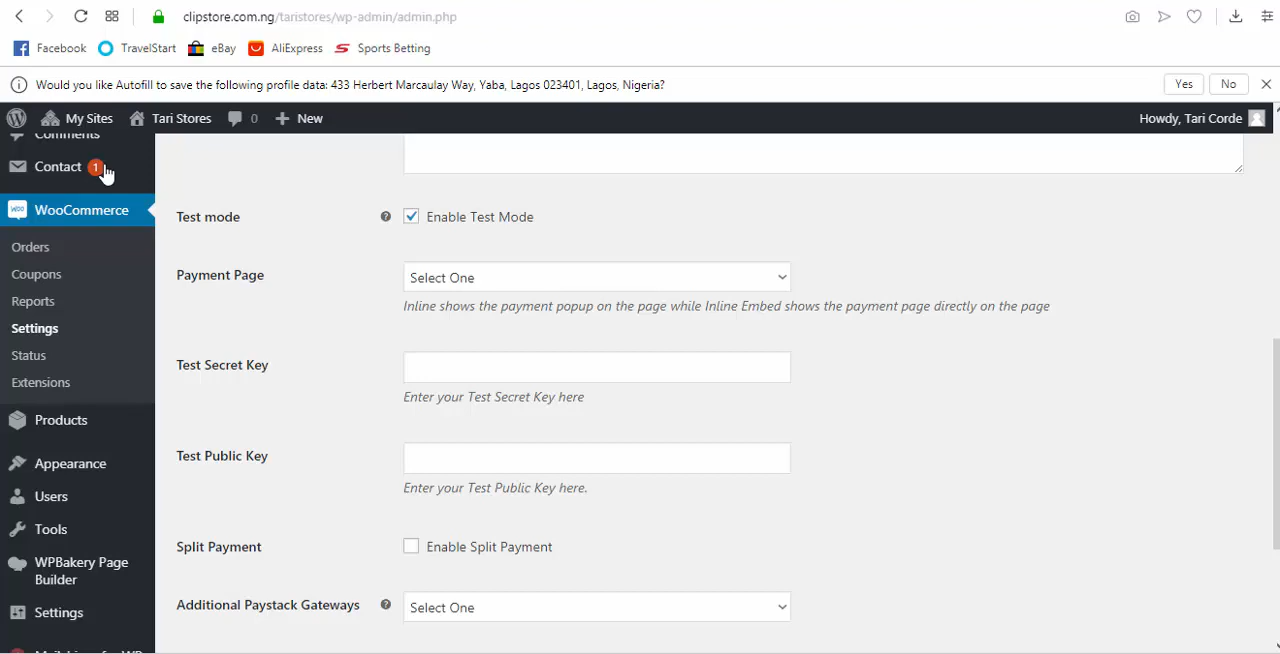 clipstore.com.ng/taristores/wp-admin/admin.php
Facebook TravelStart eBay AliExpress Sports Betting
Would you like Autofill to save the following profile data: 433 Herbert Marcaulay Way, Yaba, Lagos 023401, Lagos, Nigeria? Yes No
My Sites Tari Stores 0 New Howdy, Tari Corde
Comments
Contact 1
WooCommerce
Orders
Coupons
Reports
Settings
Status
Extensions
Products
Appearance
Users
Tools
WPBakery Page
Builder
Settings
Mailchimp for WP
Test mode Enable Test Mode
Payment Page Select One
Inline shows the payment popup on the page while Inline Embed shows the payment page directly on the page
Test Secret Key
Enter your Test Secret Key here
Test Public Key
Enter your Test Public Key here.
Split Payment Enable Split Payment
Additional Paystack Gateways Select One